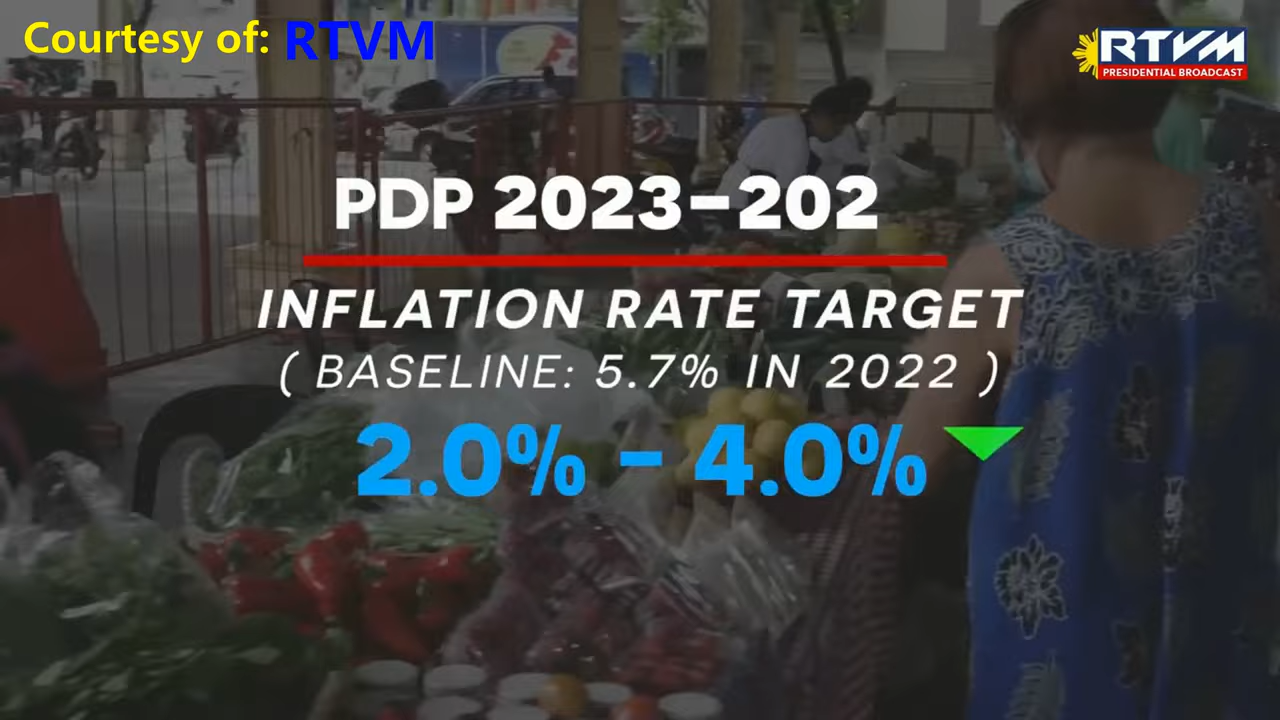 Courtesy of: RTVM
RTVM
PRESIDENTIAL BROADCAST
PDP 2023-202
INFLATION RATE TARGET
( BASELINE: 5.7% IN 2022 )
2.0% - 4.0%